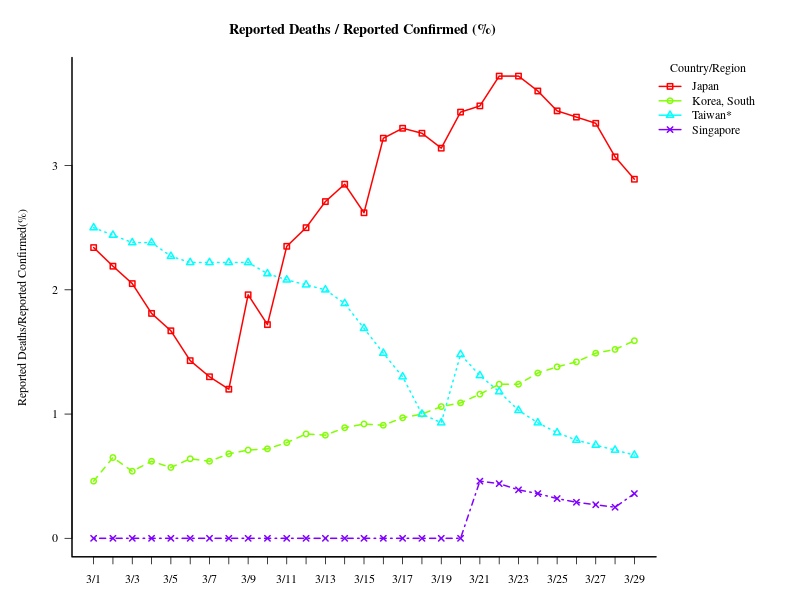 Reported Deaths / Reported Confirmed (%)
Country/Region
Japan
Korea, South
Taiwan*
Singapore
Reported Deaths/Reported Confirmed(%)
3
2
1
0
3/1 3/3 3/5 3/7 3/9 3/11 3/13 3/15 3/17 3/19 3/21 3/23 3/25 3/27 3/29